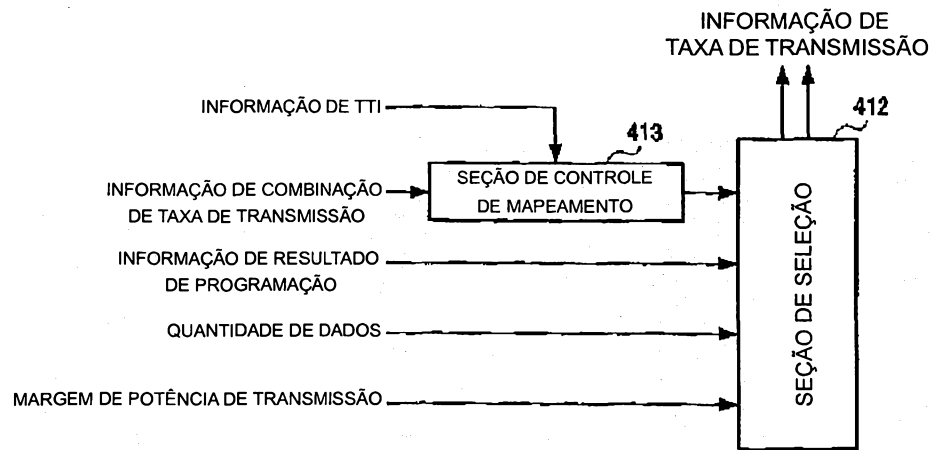 INFORMAÇÃO DE
TAXA DE TRANSMISSÃO
INFORMAÇÃO DE TTI
413
412
SEÇÃO DE CONTROLE
DE MAPEAMENTO
INFORMAÇÃO DE COMBINAÇÃO
DE TAXA DE TRANSMISSÃO
INFORMAÇÃO DE RESULTADO
DE PROGRAMAÇÃO
QUANTIDADE DE DADOS
MARGEM DE POTÊNCIA DE TRANSMISSÃO
SEÇÃO DE SELEÇÃO